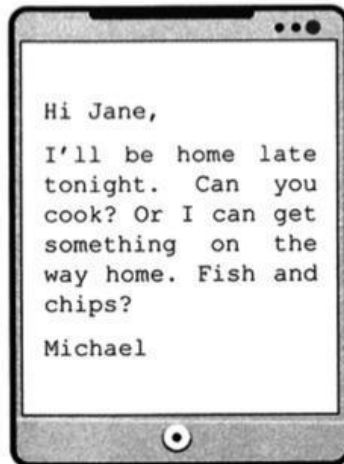 Hi Jane,
I'll be home late
tonight. Can you
cook? Or I can get
something on the
way home. Fish and
chips?
Michael